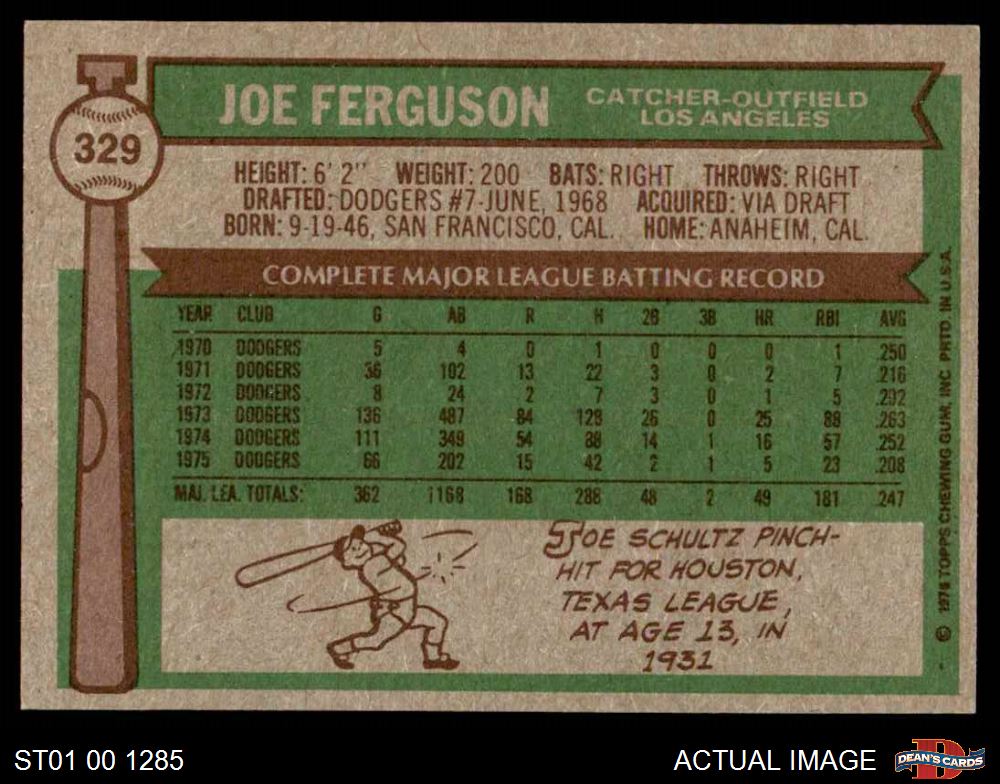 329
JOE FERGUSON
CATCHER-OUTFIELD
LOS ANGELES
HEIGHT: 6' 2" WEIGHT: 200 BATS: RIGHT THROWS: RIGHT
DRAFTED: DODGERS #7-JUNE, 1968 ACQUIRED: VIA DRAFT
BORN: 9-19-46, SAN FRANCISCO, CAL. HOME: ANAHEIM, CAL.
COMPLETE MAJOR LEAGUE BATTING RECORD
YEAR CLUB G AB R H 2B 3B HR RBI AVG
1970 DODGERS 5 4 0 1 0 0 0 1 .250
1971 DODGERS 36 102 13 22 3 0 2 7 .216
1972 DODGERS 8 24 2 7 3 0 1 5 .292
1973 DODGERS 136 487 84 128 26 0 25 88 .263
1974 DODGERS 111 349 54 88 14 1 16 57 .252
1975 DODGERS 66 202 15 42 2 1 5 23 .208
MAJ. LEA. TOTALS: 362 1168 168 288 48 2 49 181 .247
JOE SCHULTZ PINCH-
HIT FOR HOUSTON,
TEXAS LEAGUE,
AT AGE 13, IN
1931
© 1976 TOPPS CHEWING GUM, INC. PRTD. IN U.S.A.
ST01 00 1285
ACTUAL IMAGE
D
DEAN'S CARDS